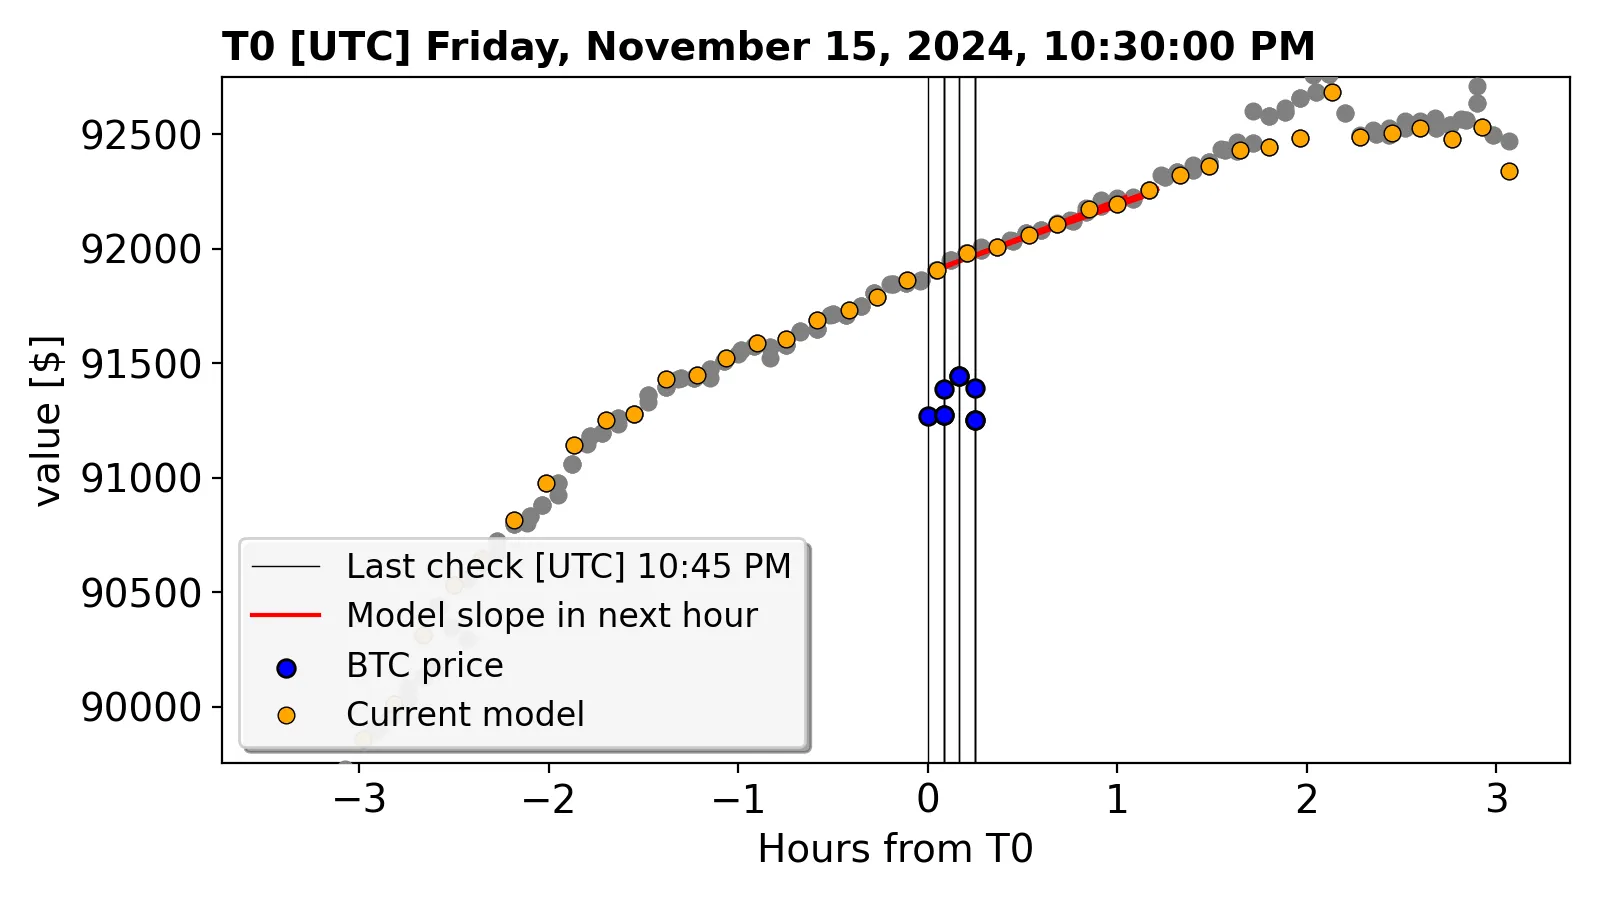 T0 [UTC] Friday, November 15, 2024, 10:30:00 PM
value [$]
92500
92000
91500
91000
90500
90000
Last check [UTC] 10:45 PM
Model slope in next hour
BTC price
Current model
−3
−2
−1
0
1
2
3
Hours from T0